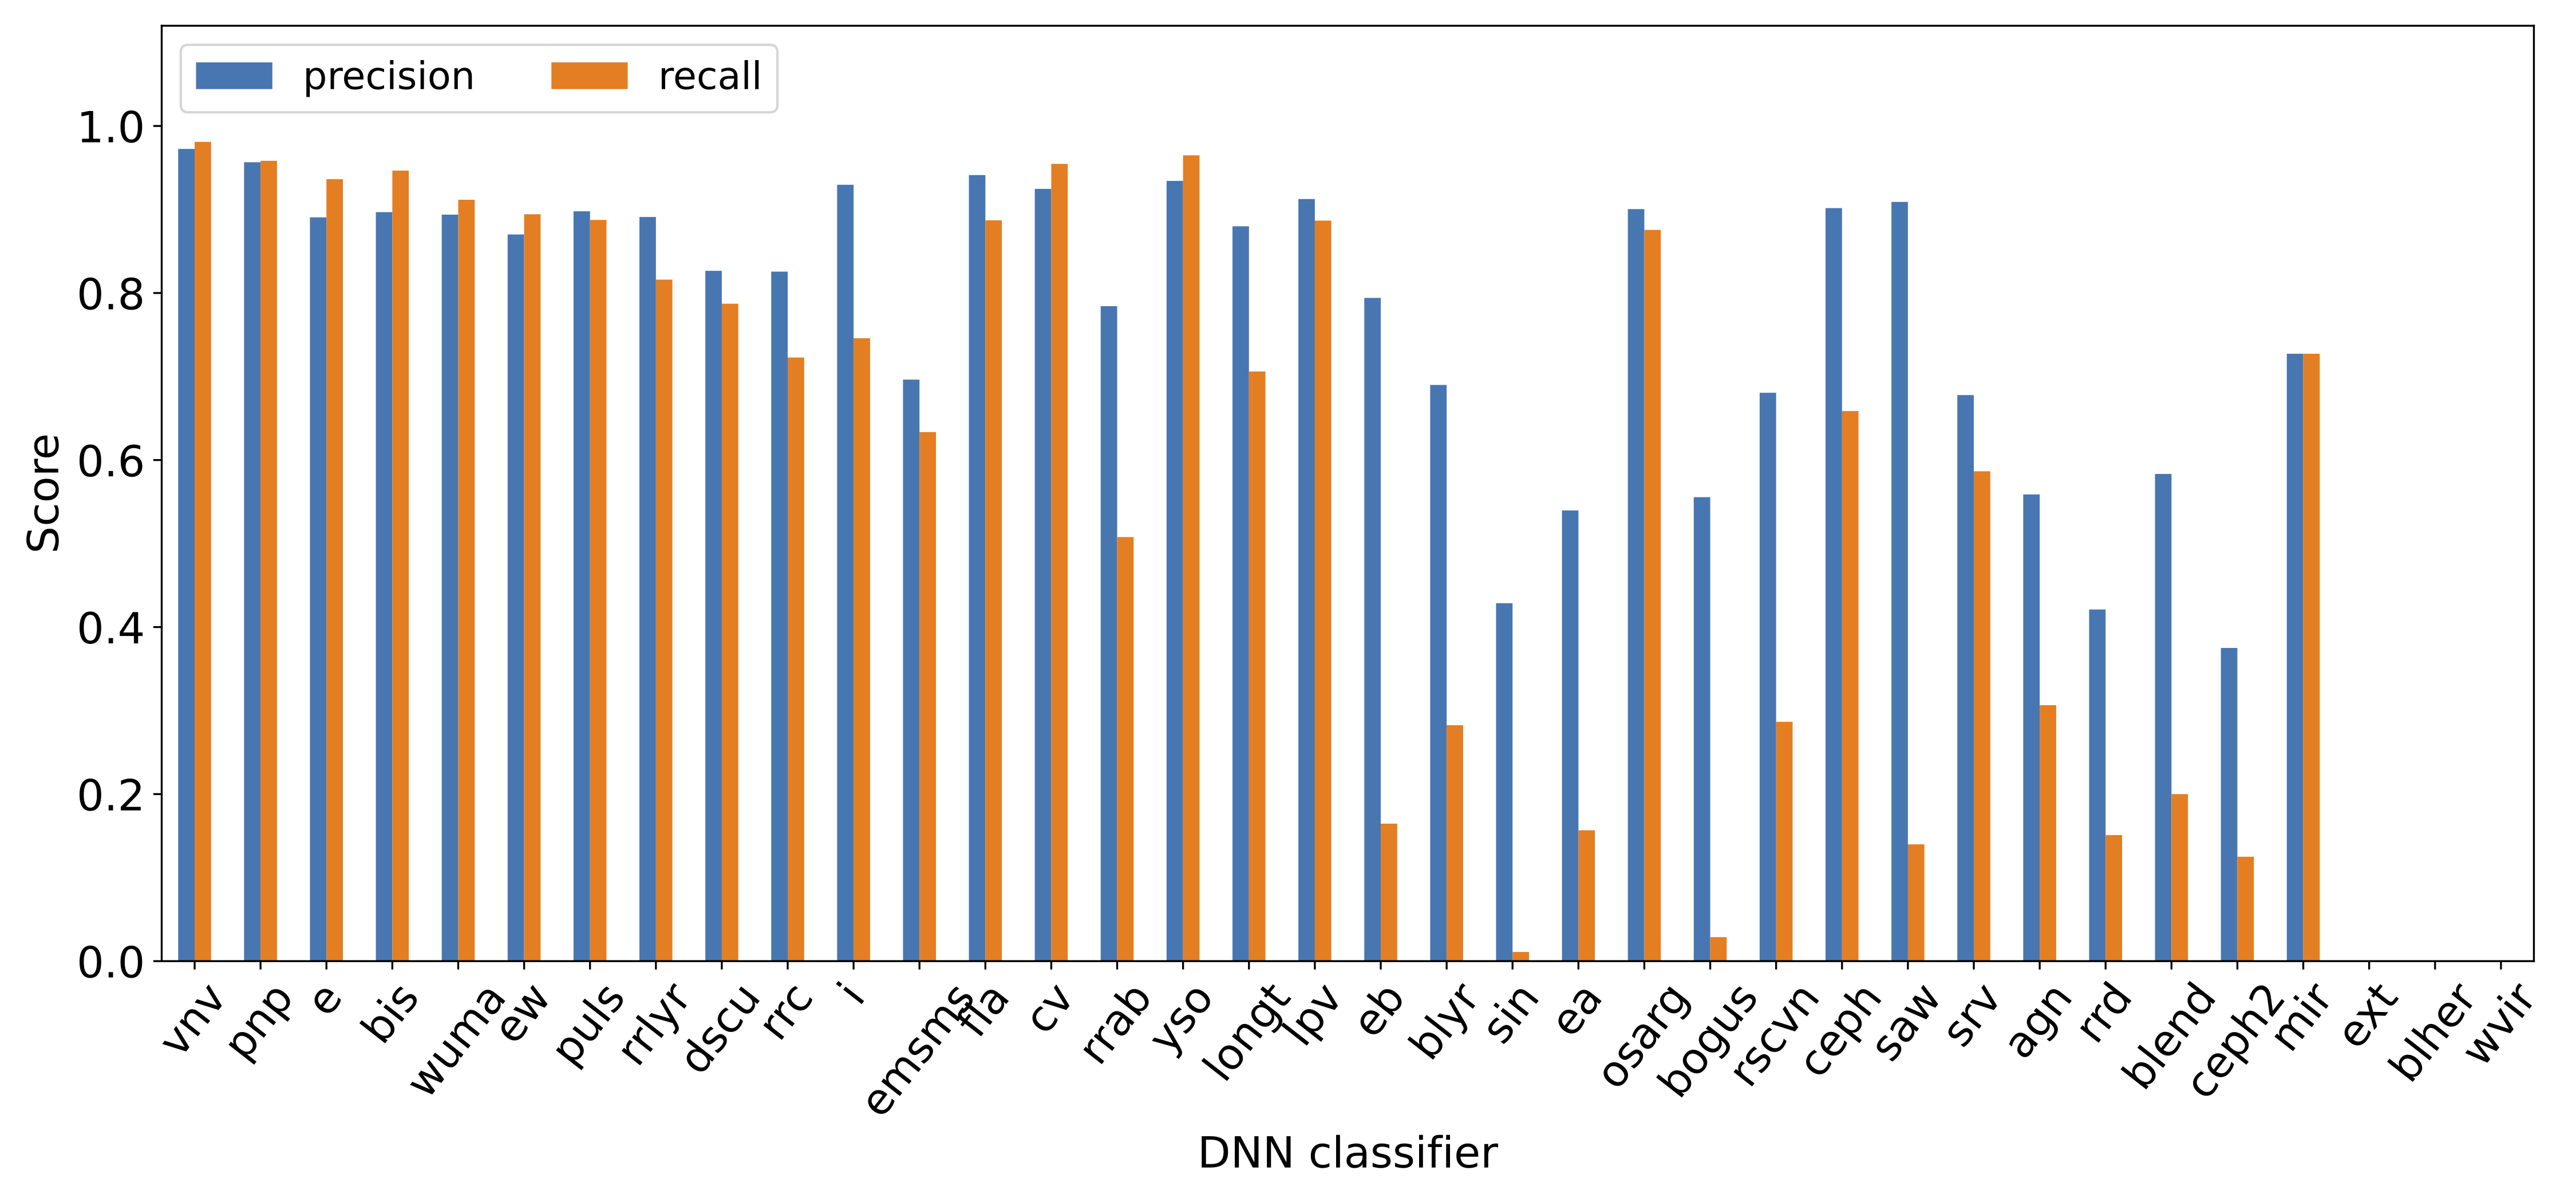 precision recall
1.0
0.8
0.6
0.4
0.2
0.0
Score
vnv pnp e bis wuma ew puls rrlyr dscu rrc i emsms fla cv rrab yso longt lpv eb blyr sin ea osarg bogus rscvn ceph saw srv agn rrd blend ceph2 mir ext blher wvir
DNN classifier